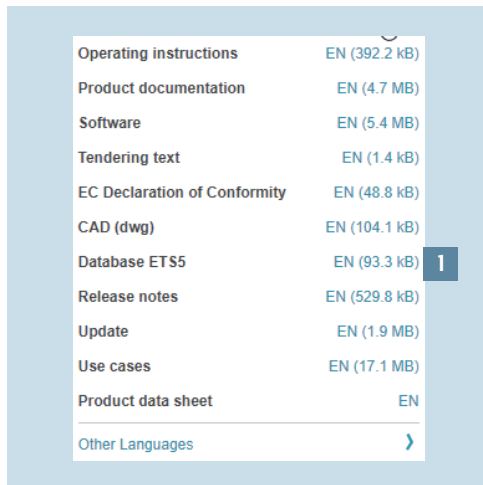 Operating instructions EN (392.2 kB)
Product documentation EN (4.7 MB)
Software EN (5.4 MB)
Tendering text EN (1.4 kB)
EC Declaration of Conformity EN (48.8 kB)
CAD (dwg) EN (104.1 kB)
Database ETS5 EN (93.3 kB) 1
Release notes EN (529.8 kB)
Update EN (1.9 MB)
Use cases EN (17.1 MB)
Product data sheet EN
Other Languages